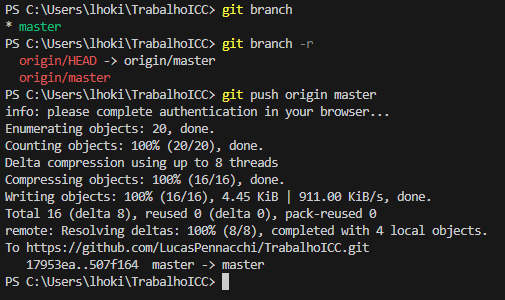 PS C:\Users\lhoki\TrabalhoICC> git branch
* master
PS C:\Users\lhoki\TrabalhoICC> git branch -r
  origin/HEAD -> origin/master
  origin/master
PS C:\Users\lhoki\TrabalhoICC> git push origin master
info: please complete authentication in your browser...
Enumerating objects: 20, done.
Counting objects: 100% (20/20), done.
Delta compression using up to 8 threads
Compressing objects: 100% (16/16), done.
Writing objects: 100% (16/16), 4.45 KiB | 911.00 KiB/s, done.
Total 16 (delta 8), reused 0 (delta 0), pack-reused 0
remote: Resolving deltas: 100% (8/8), completed with 4 local objects.
To https://github.com/LucasPennacchi/TrabalhoICC.git
   17953ea..507f164  master -> master
PS C:\Users\lhoki\TrabalhoICC>